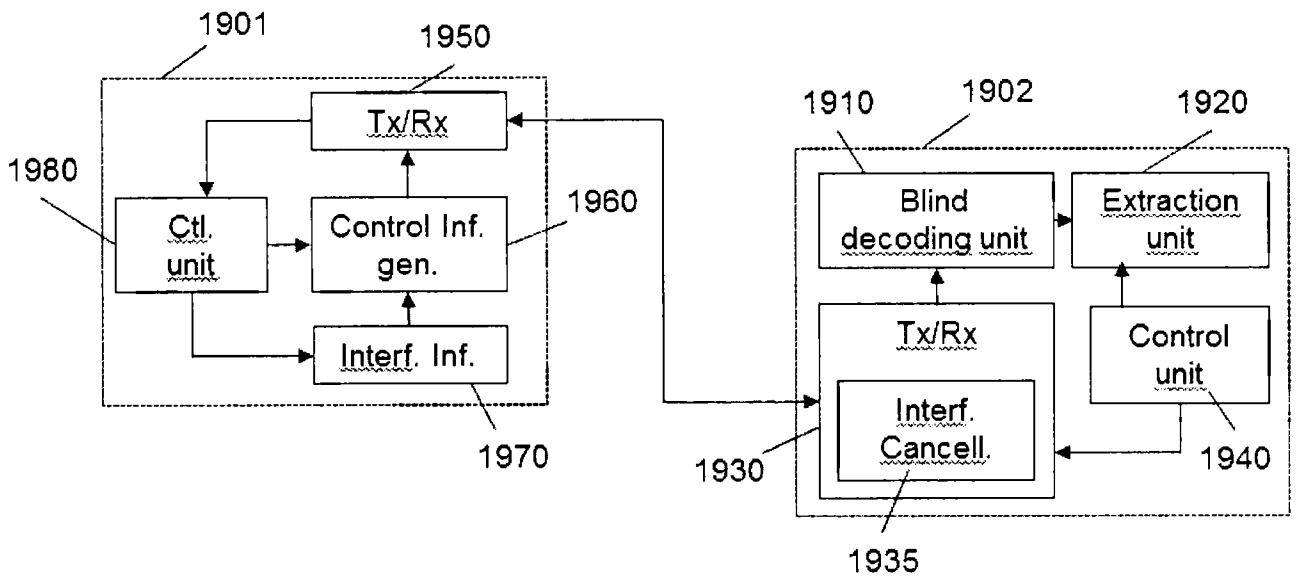 1901
1950
Tx/Rx
1980
Ctl.
unit
Control Inf.
gen.
1960
Interf. Inf.
1970
1902
1910
1920
Blind
decoding unit
Extraction
unit
Tx/Rx
Control
unit
Interf.
Cancell.
1930
1940
1935